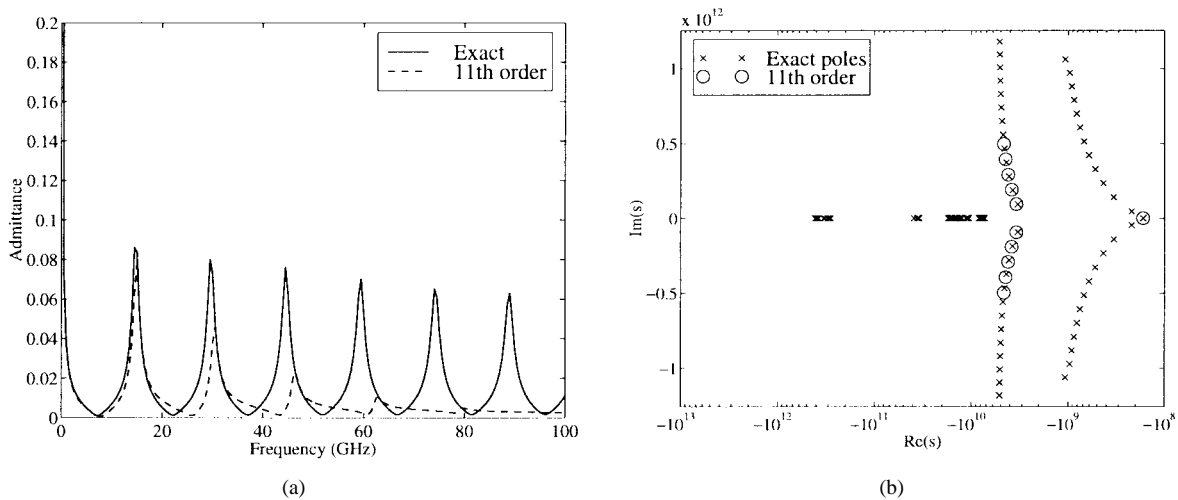 0.2
0.18
0.16
0.14
0.12
0.1
0.08
0.06
0.04
0.02
0
Admittance
Exact
11th order
0 20 40 60 80 100
Frequency (GHz)
(a)
x 10^12
1
0.5
0
−0.5
−1
Im(s)
Exact poles
11th order
−10^13 −10^12 −10^11 −10^10 −10^9 −10^8
Re(s)
(b)